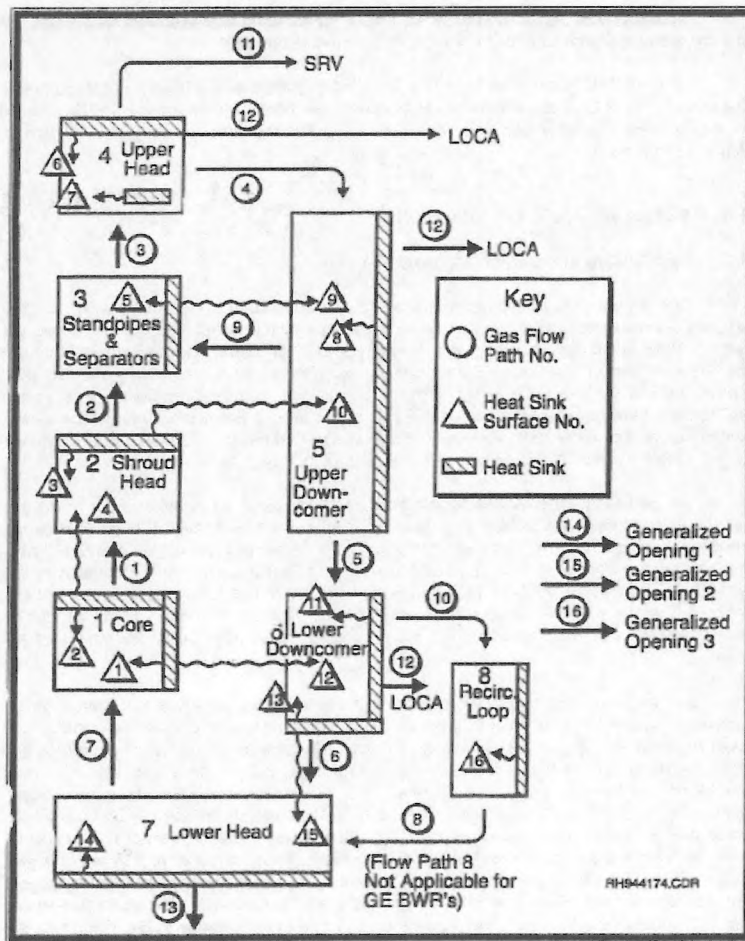 11
SRV
12
LOCA
4 Upper
Head
6
7
4
3
12
LOCA
3
Standpipes
&
Separators
5
9
9
8
Key
Gas Flow
Path No.
Heat Sink
Surface No.
Heat Sink
2
10
2
Shroud
Head
3
4
5
Upper
Down-
comer
1
5
14
Generalized
Opening 1
15
Generalized
Opening 2
16
Generalized
Opening 3
1 Core
2
1
11
6 Lower
Downcomer
12
13
10
12
LOCA
8
Recirc.
Loop
16
7
6
7 Lower Head
14
15
8
(Flow Path 8
Not Applicable for
GE BWR's)
13
RH944174.CDR